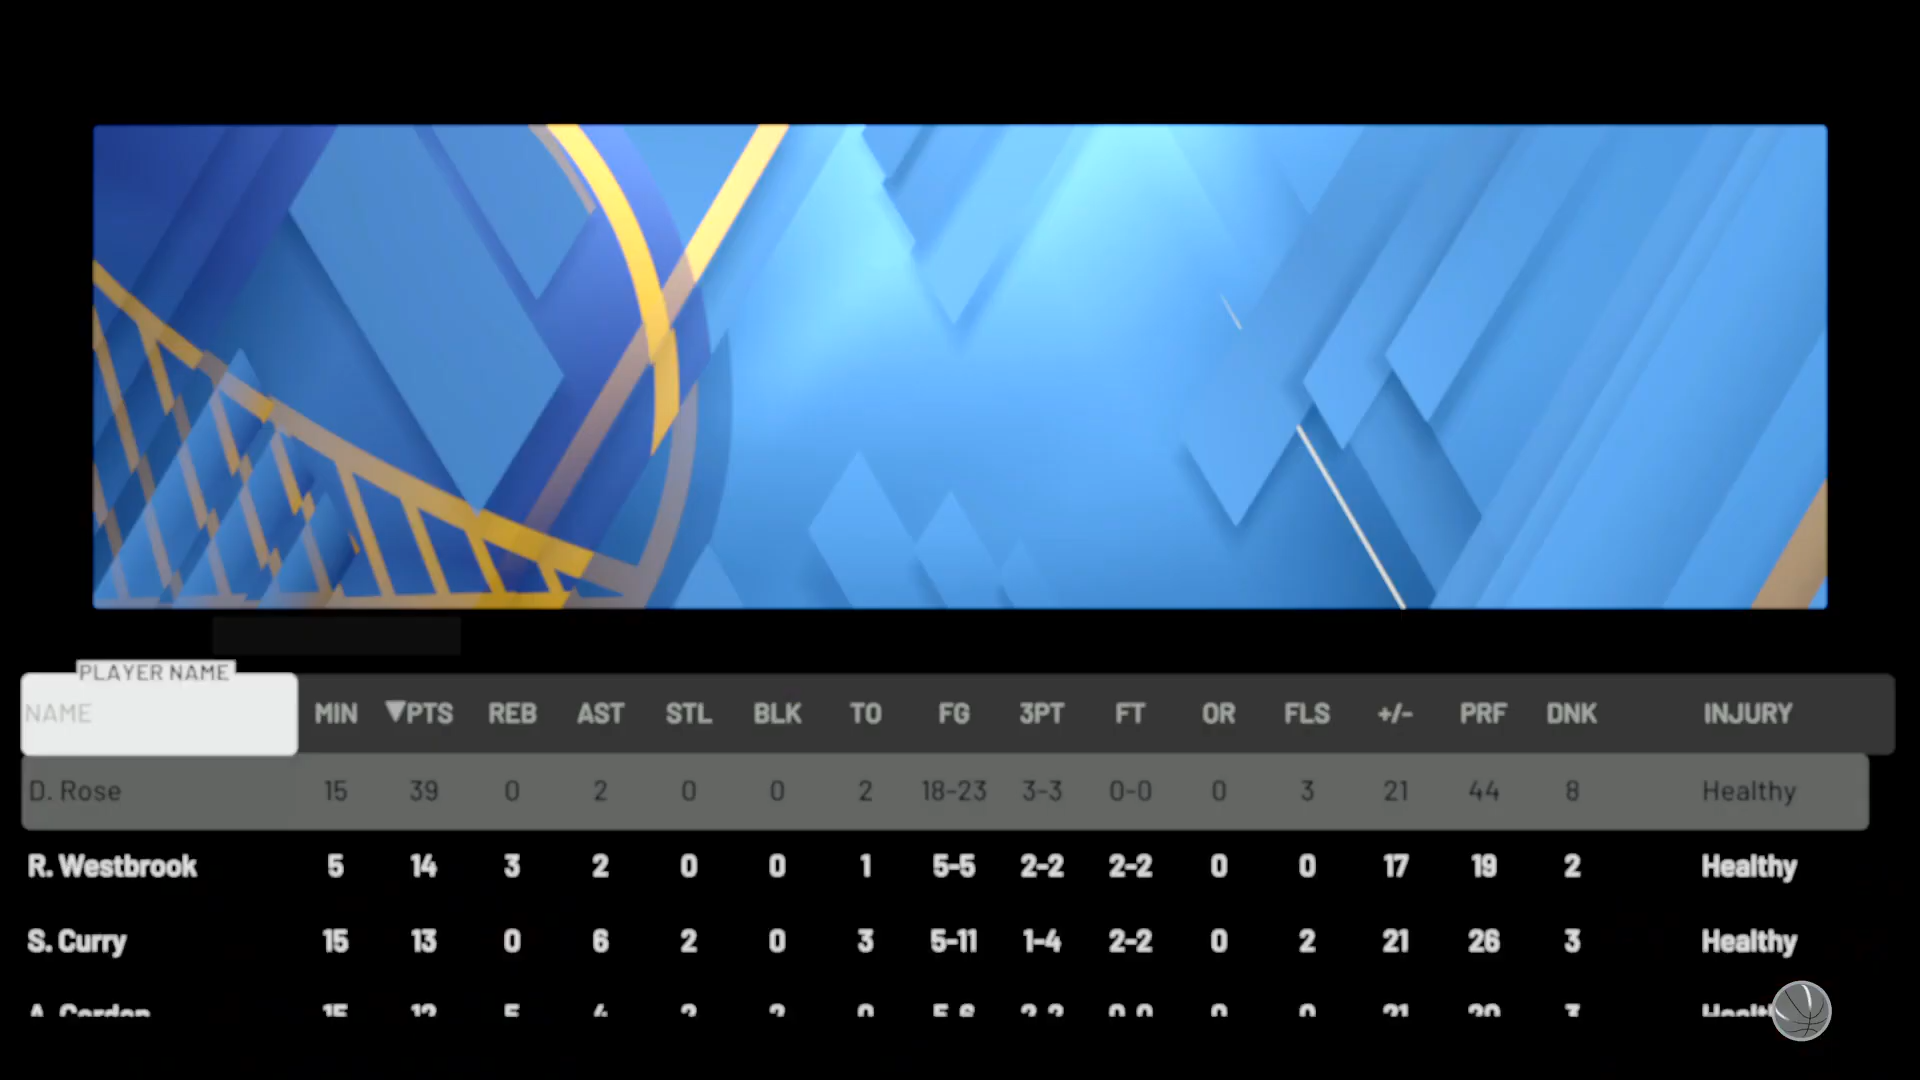 PLAYER NAME
NAME MIN ▼PTS REB AST STL BLK TO FG 3PT FT OR FLS +/- PRF DNK INJURY
D. Rose 15 39 0 2 0 0 2 18-23 3-3 0-0 0 3 21 44 8 Healthy
R. Westbrook 5 14 3 2 0 0 1 5-5 2-2 2-2 0 0 17 19 2 Healthy
S. Curry 15 13 0 6 2 0 3 5-11 1-4 2-2 0 2 21 26 3 Healthy
A. Gordon 15 12